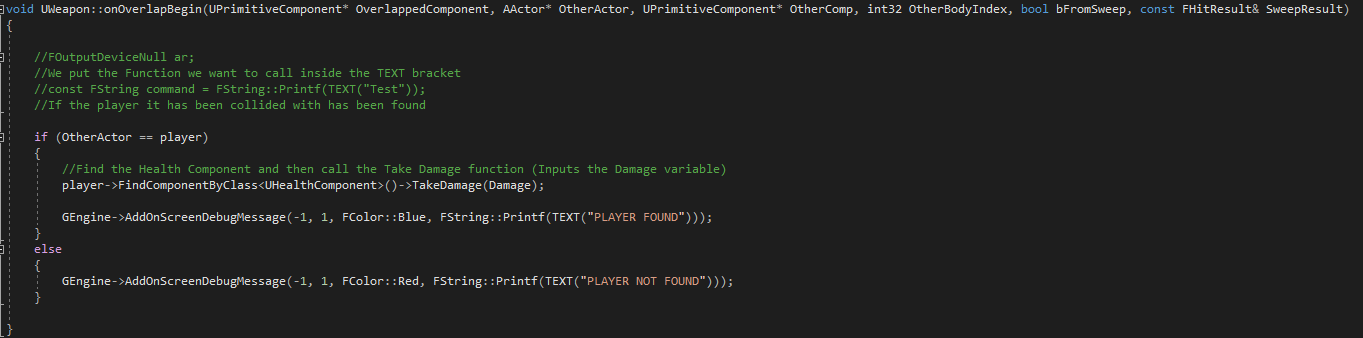 void UWeapon::onOverlapBegin(UPrimitiveComponent* OverlappedComponent, AActor* OtherActor, UPrimitiveComponent* OtherComp, int32 OtherBodyIndex, bool bFromSweep, const FHitResult& SweepResult)
{
//FOutputDeviceNull ar;
//We put the Function we want to call inside the TEXT bracket
//const FString command = FString::Printf(TEXT("Test"));
//If the player it has been collided with has been found
if (OtherActor == player)
{
//Find the Health Component and then call the Take Damage function (Inputs the Damage variable)
player->FindComponentByClass<UHealthComponent>()->TakeDamage(Damage);
GEngine->AddOnScreenDebugMessage(-1, 1, FColor::Blue, FString::Printf(TEXT("PLAYER FOUND")));
}
else
{
GEngine->AddOnScreenDebugMessage(-1, 1, FColor::Red, FString::Printf(TEXT("PLAYER NOT FOUND")));
}
}